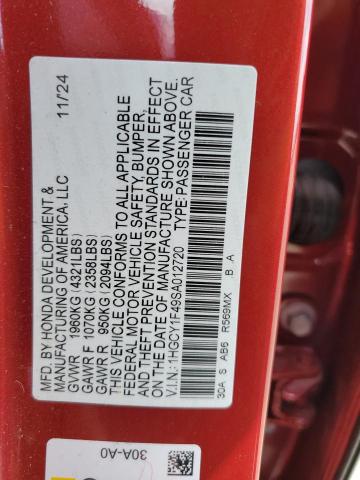 MFD. BY HONDA DEVELOPMENT & 11/24
MANUFACTURING OF AMERICA, LLC
GVWR 1960KG (4321LBS)
GAWR F 1070KG (2358LBS)
GAWR R 950KG (2094LBS)
THIS VEHICLE CONFORMS TO ALL APPLICABLE
FEDERAL MOTOR VEHICLE SAFETY, BUMPER,
AND THEFT PREVENTION STANDARDS IN EFFECT
ON THE DATE OF MANUFACTURE SHOWN ABOVE.
V.I.N.: 1HGCY1F49SA012720 TYPE: PASSENGER CAR
30A S AB6 R569MX B A
30A-A0